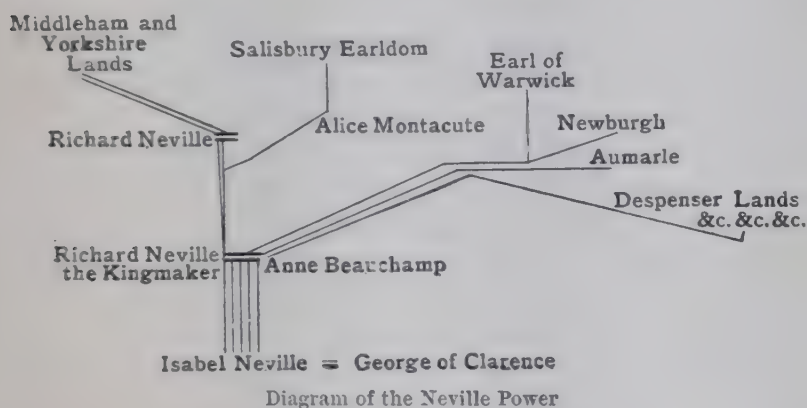 Middleham and
Yorkshire
Lands
Salisbury Earldom
Earl of
Warwick
Richard Neville
Alice Montacute
Newburgh
Aumarle
Despenser Lands
&c. &c. &c.
Richard Neville
the Kingmaker
Anne Beauchamp
Isabel Neville = George of Clarence
Diagram of the Neville Power